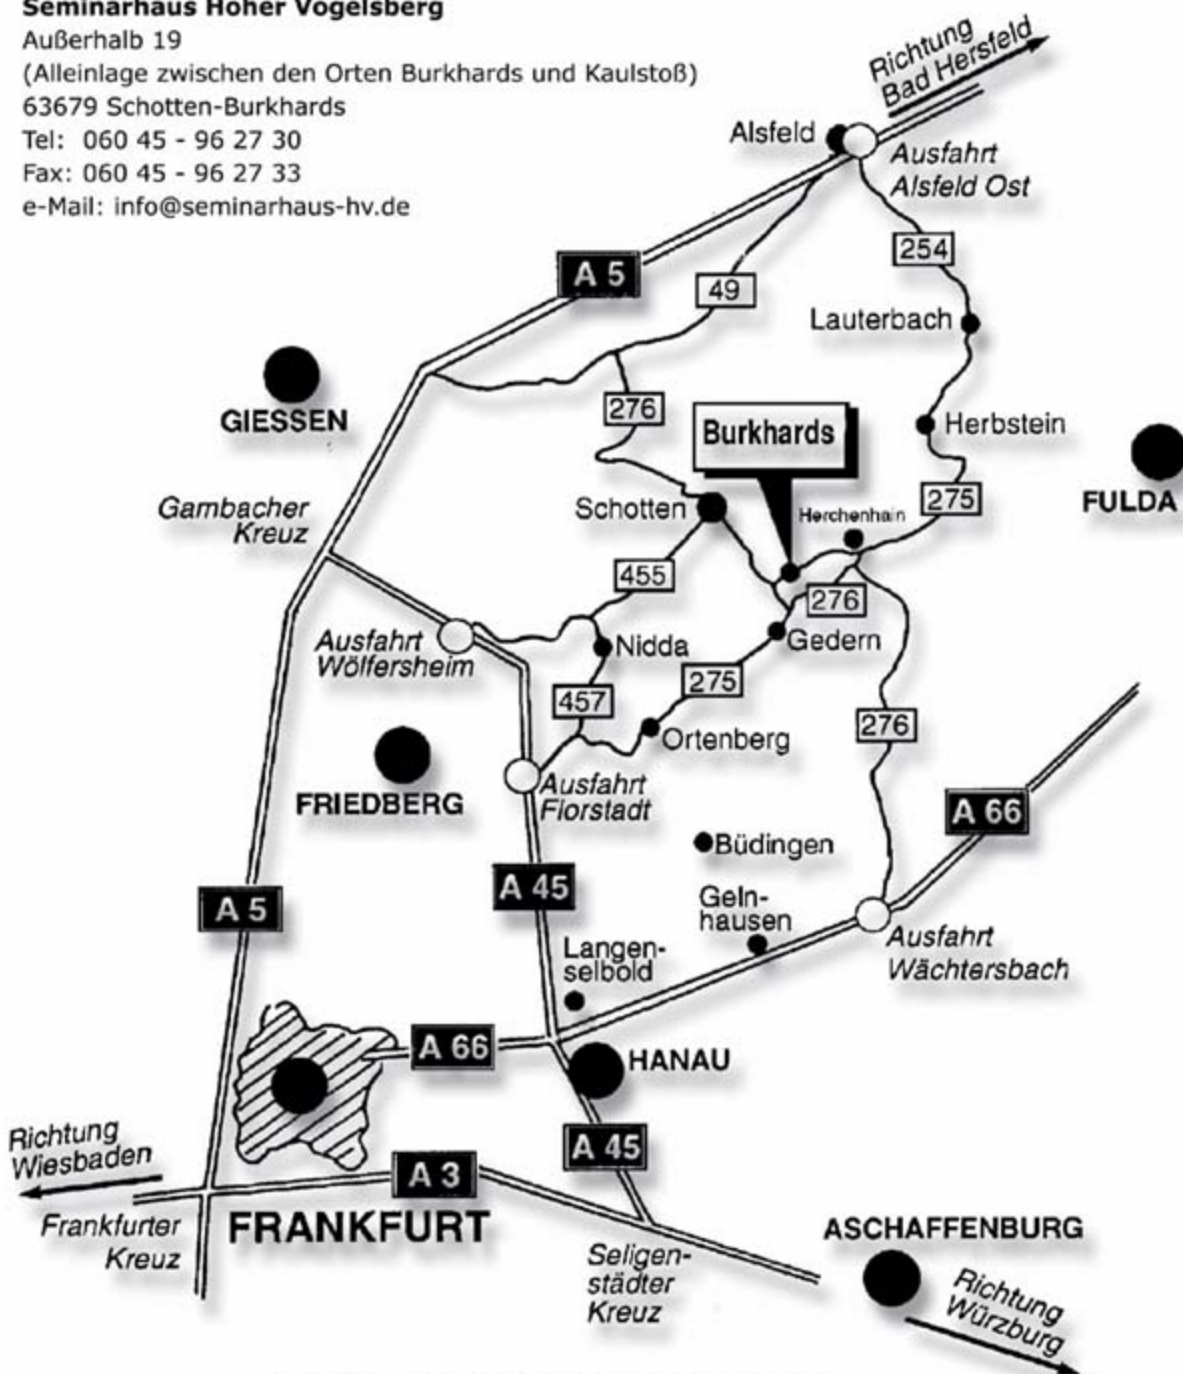 Seminarhaus Hoher Vogelsberg
Außerhalb 19
(Alleinlage zwischen den Orten Burkhards und Kaulstoß)
63679 Schotten-Burkhards
Tel: 060 45 - 96 27 30
Fax: 060 45 - 96 27 33
e-Mail: info@seminarhaus-hv.de
Richtung
Bad Hersfeld
Alsfeld
Ausfahrt
Alsfeld Ost
254
A 5
49
Lauterbach
GIESSEN
276
Burkhards
Herbstein
FULDA
Gambacher
Kreuz
Schotten
Herchenhain
275
455
276
Ausfahrt
Wölfersheim
Nidda
Gedern
275
457
276
Ortenberg
FRIEDBERG
Ausfahrt
Florstadt
A 66
Büdingen
A 45
A 5
Geln-
hausen
Ausfahrt
Wächtersbach
Langen-
selbold
A 66
HANAU
Richtung
Wiesbaden
A 45
A 3
Frankfurter
Kreuz
FRANKFURT
Seligen-
städter
Kreuz
ASCHAFFENBURG
Richtung
Würzburg